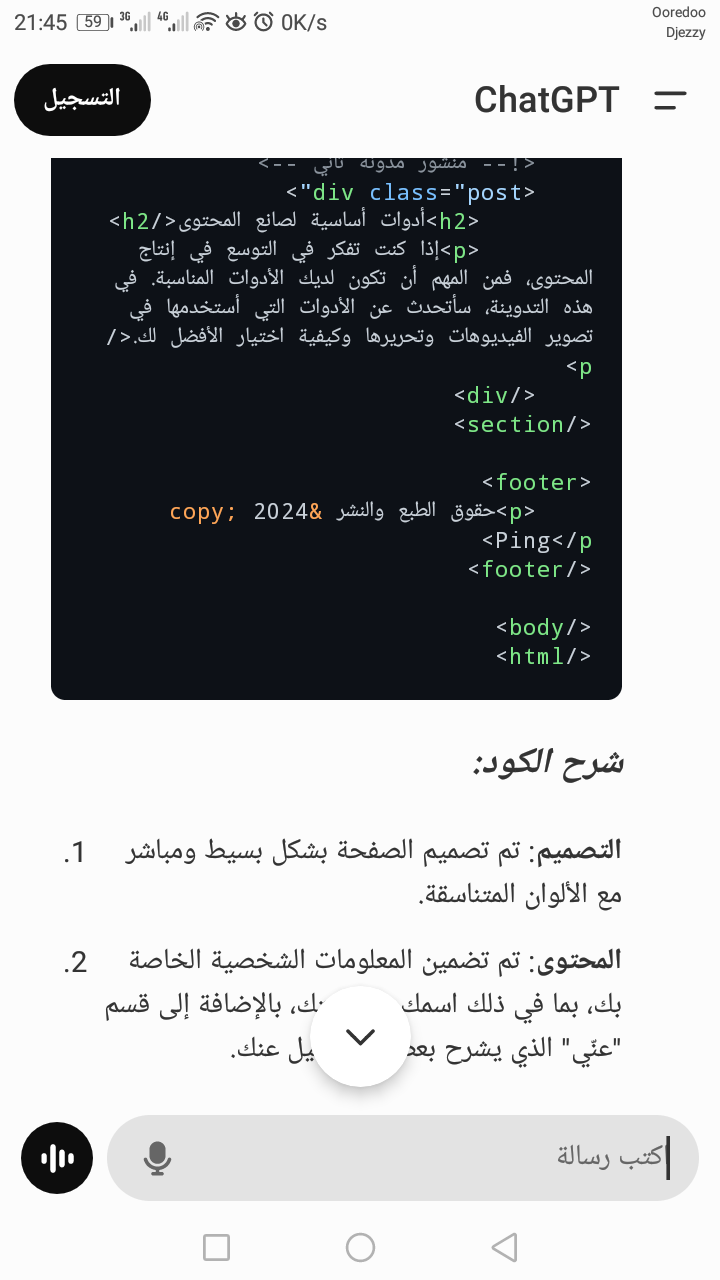 21:45 59 3G 4G 0K/s
Ooredoo
Djezzy
ChatGPT
التسجيل
<!-- منشور مدونة ثاني -->
<div class="post">
<h2>أدوات أساسية لصانع المحتوى</h2>
<p>إذا كنت تفكر في التوسع في إنتاج
المحتوى، فمن المهم أن تكون لديك الأدوات المناسبة. في
هذه التدوينة، سأتحدث عن الأدوات التي أستخدمها في
تصوير الفيديوهات وتحريرها وكيفية اختيار الأفضل لك.</
p>
</div>
</section>

<footer>
<p>حقوق الطبع والنشر &copy; 2024
Ping</p>
</footer>

</body>
</html>
شرح الكود:
1. التصميم: تم تصميم الصفحة بشكل بسيط ومباشر
مع الألوان المتناسقة.
2. المحتوى: تم تضمين المعلومات الشخصية الخاصة
بك، بما في ذلك اسمك بالإضافة إلى قسم
"عنّي" الذي يشرح عنك.
اكتب رسالة